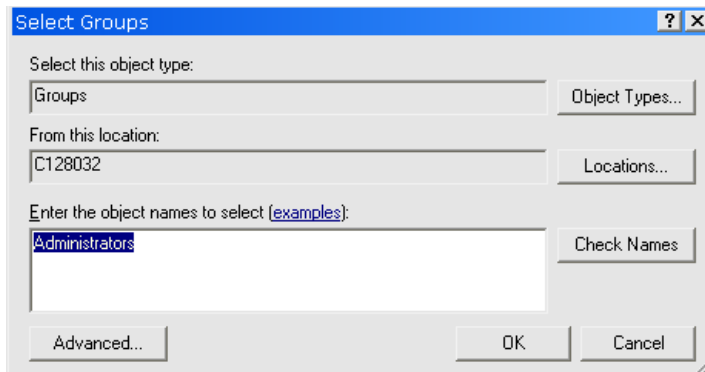 Select Groups
Select this object type:
Groups
Object Types...
From this location:
C128032
Locations...
Enter the object names to select (examples):
Administrators
Check Names
Advanced...
OK
Cancel